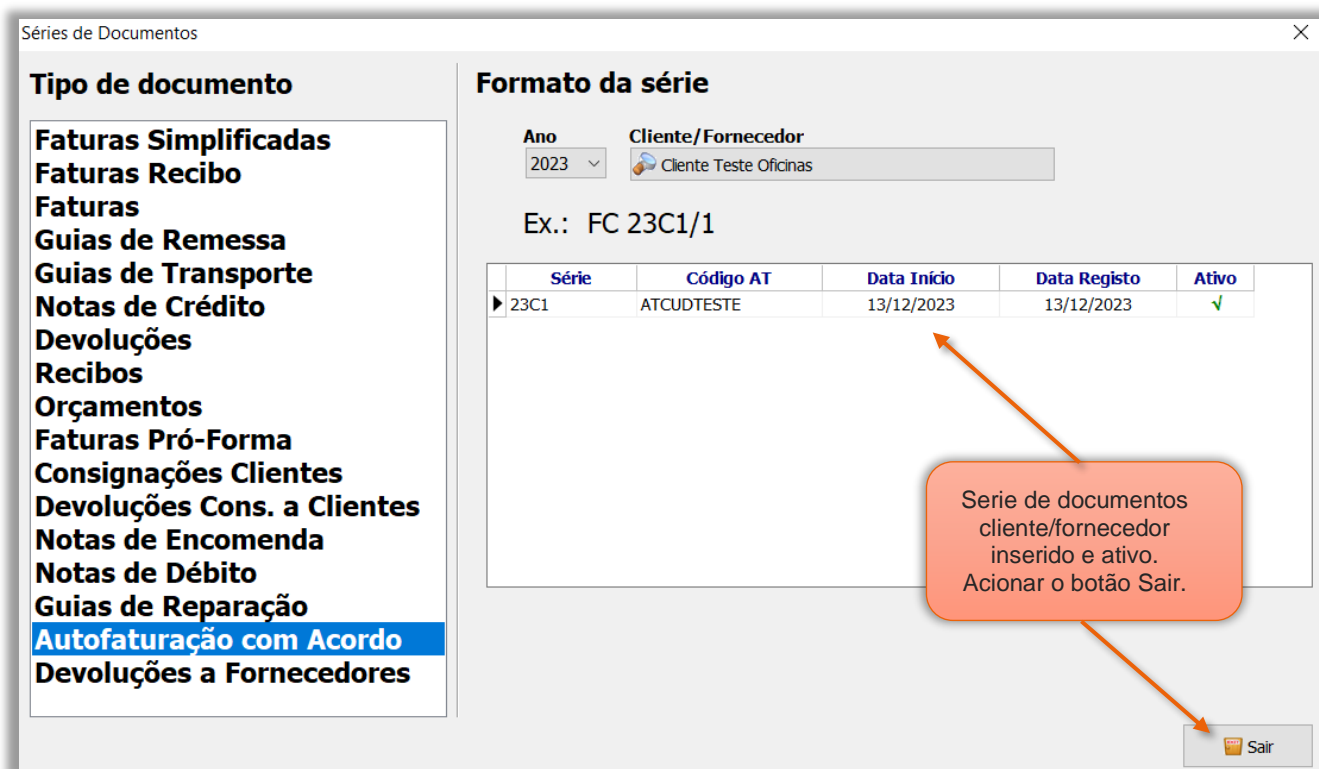 Séries de Documentos
Tipo de documento
Faturas Simplificadas
Faturas Recibo
Faturas
Guias de Remessa
Guias de Transporte
Notas de Crédito
Devoluções
Recibos
Orçamentos
Faturas Pró-Forma
Consignações Clientes
Devoluções Cons. a Clientes
Notas de Encomenda
Notas de Débito
Guias de Reparação
Autofaturação com Acordo
Devoluções a Fornecedores
Formato da série
Ano Cliente/Fornecedor
2023 Cliente Teste Oficinas
Ex.: FC 23C1/1
Série Código AT Data Início Data Registo Ativo
23C1 ATCUDTESTE 13/12/2023 13/12/2023 √
Serie de documentos
cliente/fornecedor
inserido e ativo.
Acionar o botão Sair.
Sair